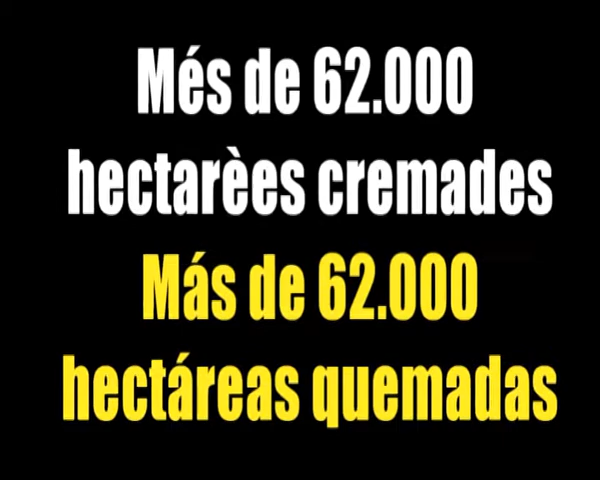 Més de 62.000
hectarèes cremades
Más de 62.000
hectáreas quemadas